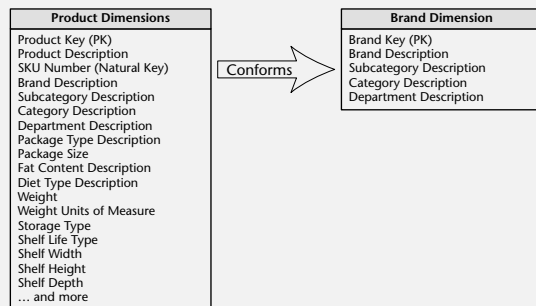 Product Dimensions
Product Key (PK)
Product Description
SKU Number (Natural Key)
Brand Description
Subcategory Description
Category Description
Department Description
Package Type Description
Package Size
Fat Content Description
Diet Type Description
Weight
Weight Units of Measure
Storage Type
Shelf Life Type
Shelf Width
Shelf Height
Shelf Depth
... and more
Conforms
Brand Dimension
Brand Key (PK)
Brand Description
Subcategory Description
Category Description
Department Description